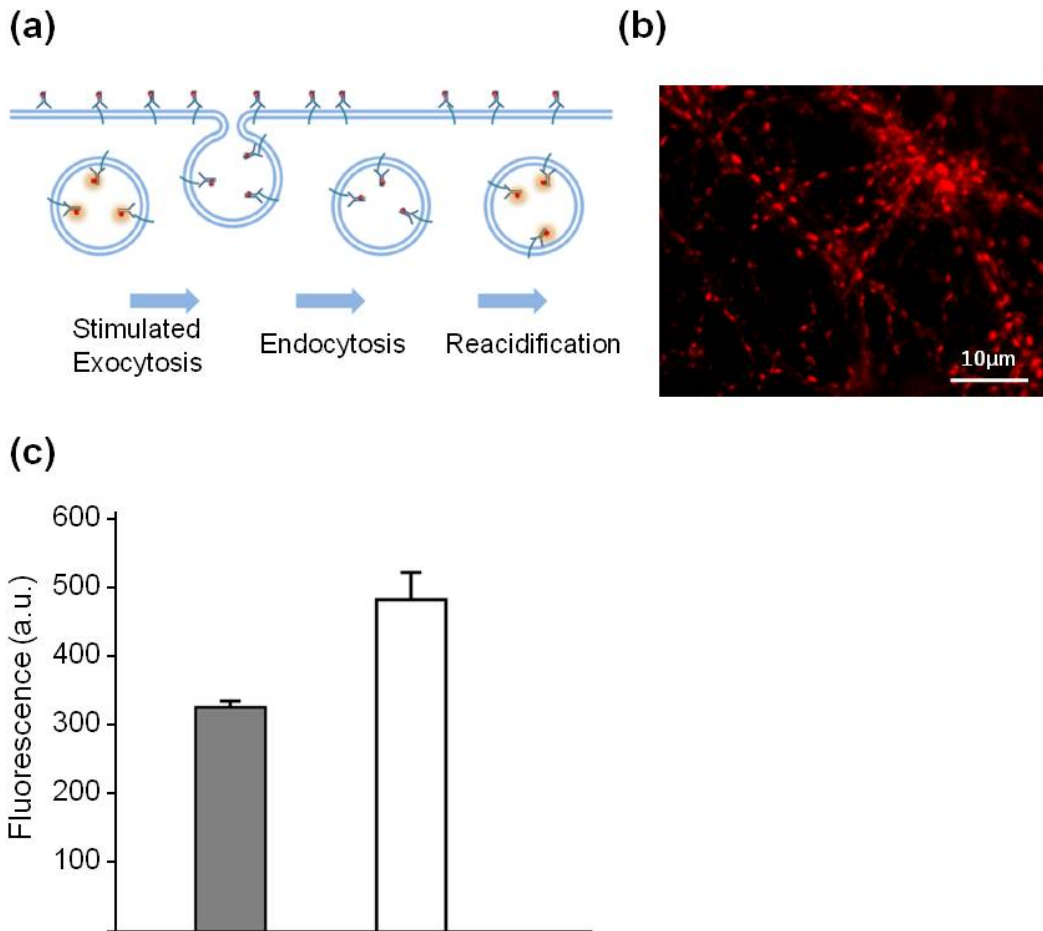 (a)
(b)
Stimulated
Exocytosis
Endocytosis
Reacidification
10µm
(c)
Fluorescence (a.u.)
600
500
400
300
200
100